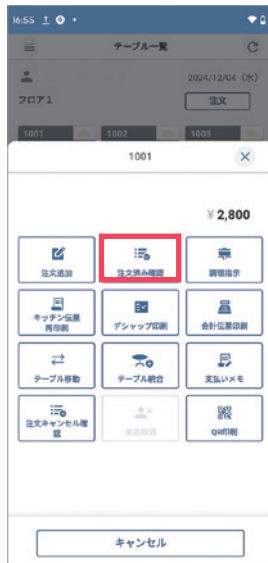 16:55
テーブル一覧
2024/12/04 (水)
フロア1
注文
1001 1002 1003
1001
¥ 2,800
注文追加 注文済み確認 調理指示
キッチン伝票
再印刷
デシャップ印刷 会計伝票印刷
テーブル移動 テーブル統合 支払いメモ
注文キャンセル確
認
来店取消 QR印刷
キャンセル